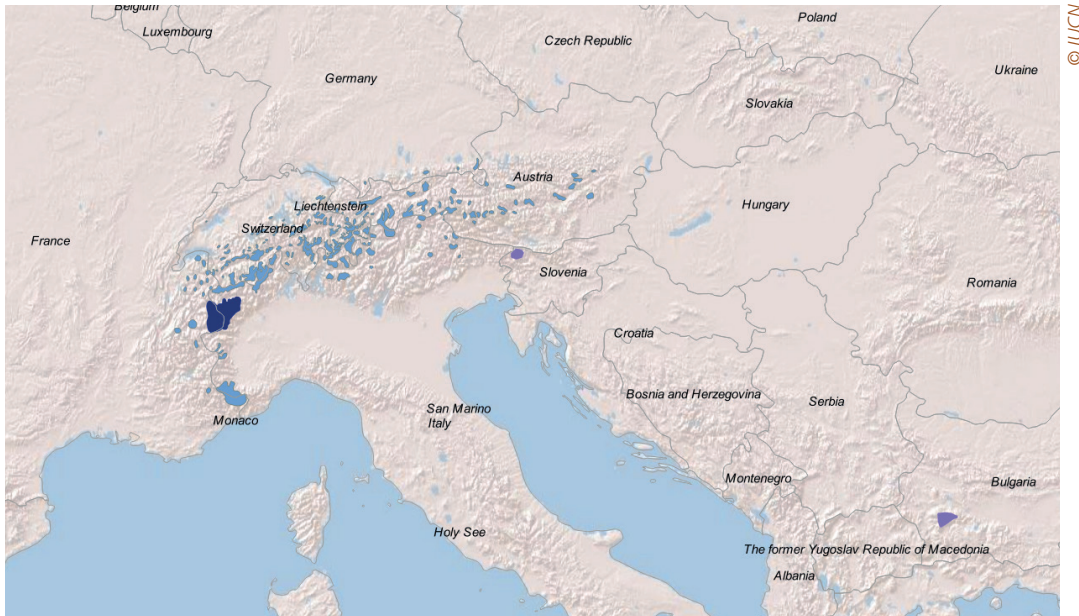 Belgium
Luxembourg
Poland
Czech Republic
Ukraine
Germany
Slovakia
Austria
Liechtenstein
Hungary
Switzerland
France
Slovenia
Romania
Croatia
Bosnia and Herzegovina
Serbia
San Marino
Italy
Monaco
Montenegro
Bulgaria
Holy See
The former Yugoslav Republic of Macedonia
Albania
© IUCN